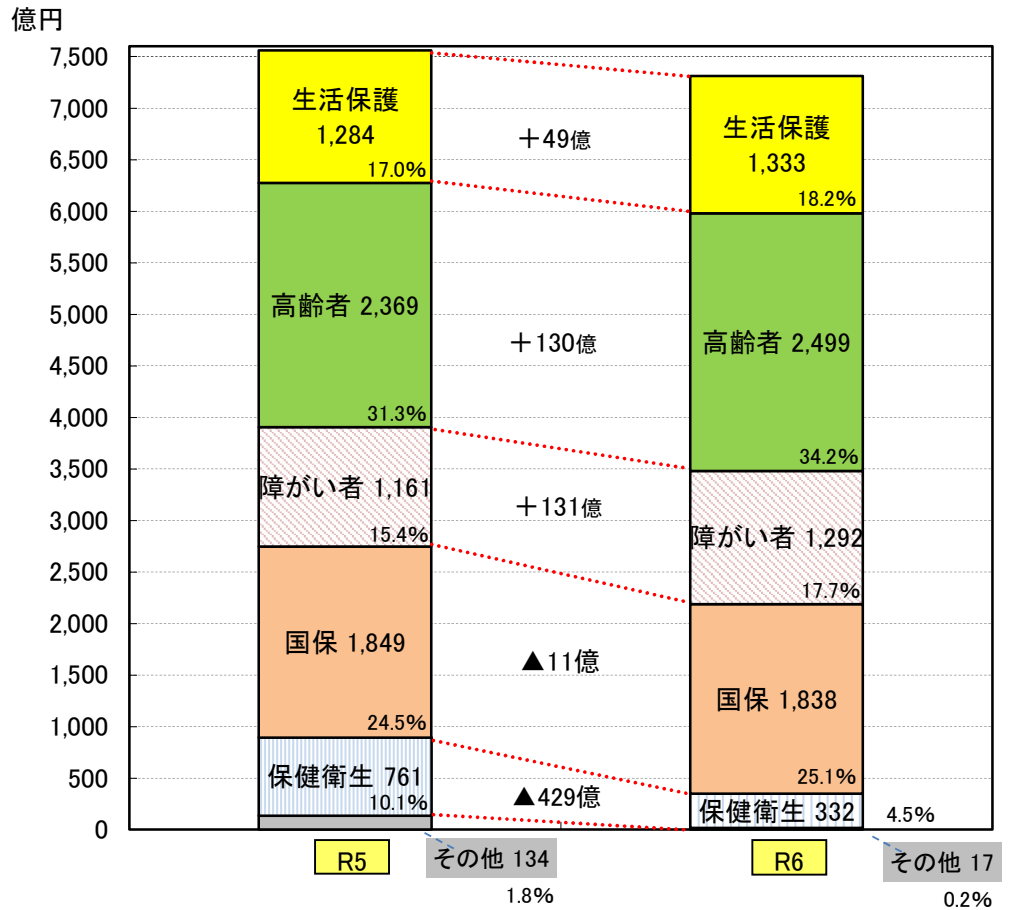 億円
7,500
7,000
6,500
6,000
5,500
5,000
4,500
4,000
3,500
3,000
2,500
2,000
1,500
1,000
500
0
生活保護
1,284
17.0%
高齢者 2,369
31.3%
障がい者 1,161
15.4%
国保 1,849
24.5%
保健衛生 761
10.1%
R5
その他 134
1.8%
+49億
+130億
+131億
▲11億
▲429億
生活保護
1,333
18.2%
高齢者 2,499
34.2%
障がい者 1,292
17.7%
国保 1,838
25.1%
保健衛生 332
4.5%
R6
その他 17
0.2%